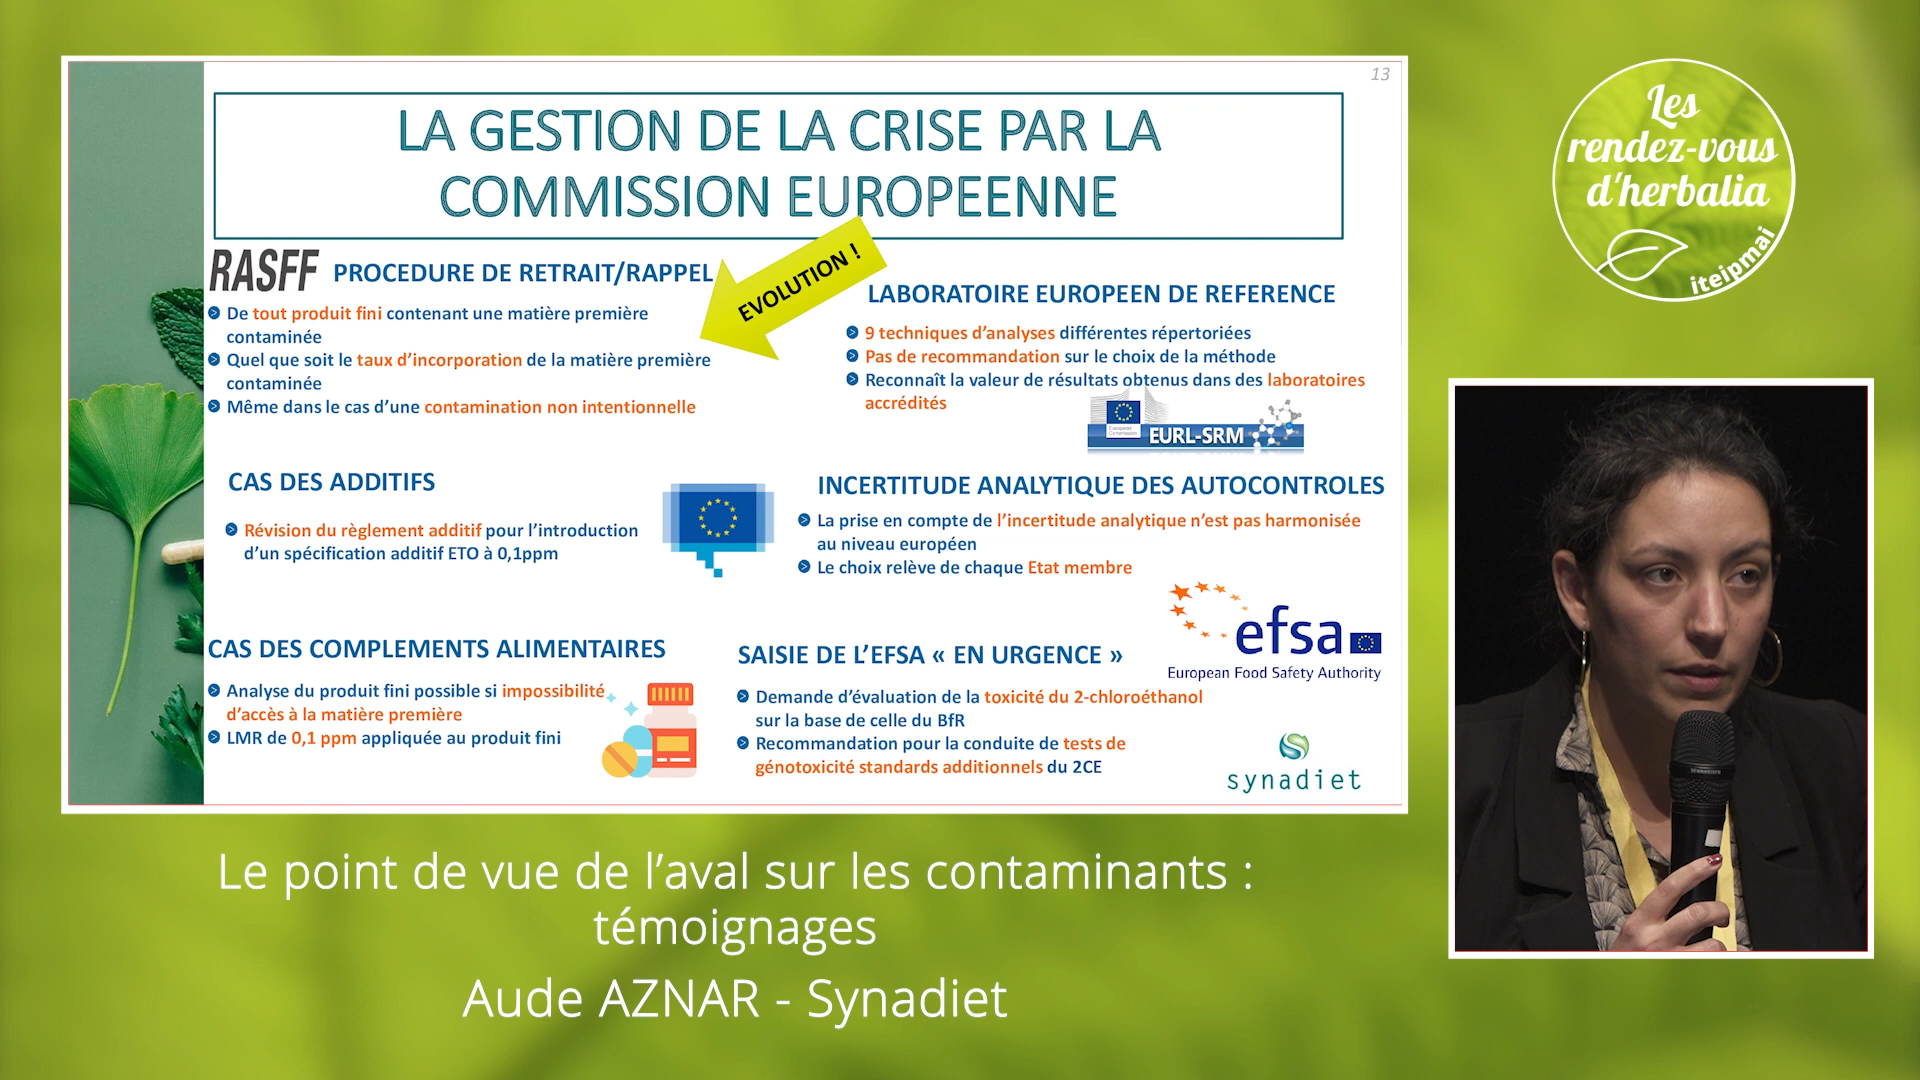 13
LA GESTION DE LA CRISE PAR LA
COMMISSION EUROPEENNE
RASFF PROCEDURE DE RETRAIT/RAPPEL
De tout produit fini contenant une matière première
contaminée
Quel que soit le taux d'incorporation de la matière première
contaminée
Même dans le cas d'une contamination non intentionnelle
EVOLUTION !
LABORATOIRE EUROPEEN DE REFERENCE
9 techniques d'analyses différentes répertoriées
Pas de recommandation sur le choix de la méthode
Reconnaît la valeur de résultats obtenus dans des laboratoires
accrédités
European
Commission
EURL-SRM
CAS DES ADDITIFS
Révision du règlement additif pour l'introduction
d'un spécification additif ETO à 0,1ppm
INCERTITUDE ANALYTIQUE DES AUTOCONTROLES
La prise en compte de l'incertitude analytique n'est pas harmonisée
au niveau européen
Le choix relève de chaque Etat membre
CAS DES COMPLEMENTS ALIMENTAIRES
Analyse du produit fini possible si impossibilité
d'accès à la matière première
LMR de 0,1 ppm appliquée au produit fini
SAISIE DE L'EFSA « EN URGENCE »
Demande d'évaluation de la toxicité du 2-chloroéthanol
sur la base de celle du BfR
Recommandation pour la conduite de tests de
génotoxicité standards additionnels du 2CE
efsa
European Food Safety Authority
synadiet
Les
rendez-vous
d'herbalia
iteipmai
SENNHEISER
Le point de vue de l'aval sur les contaminants :
témoignages
Aude AZNAR - Synadiet